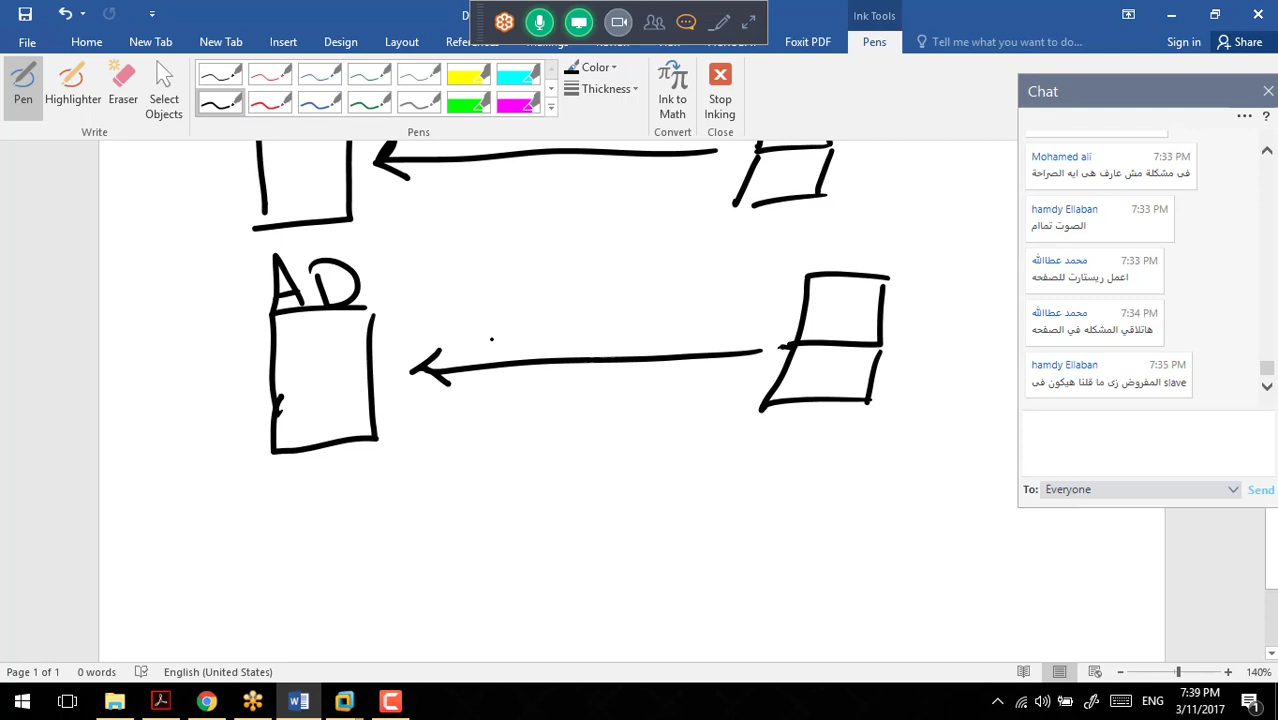 D
Ink Tools
File
Home
New Tab
New Tab
Insert
Design
Layout
Foxit PDF
Pens
Tell me what you want to do...
Sign in
Share
Pen
Highlighter
Eraser
Select
Objects
Color
Thickness
Ink to
Math
Stop
Inking
Write
Pens
Convert
Close
Chat
Mohamed ali 7:33 PM
فى مشكلة مش عارف هى ايه الصراحة
hamdy Ellaban 7:33 PM
الصوت تماام
محمد عطاالله 7:33 PM
اعمل ريستارت للصفحه
محمد عطاالله 7:34 PM
هاتلاقي المشكله في الصفحه
hamdy Ellaban 7:35 PM
المفروض زى ما قلنا هيكون فى slave
To: Everyone
Send
AD
Page 1 of 1
0 words
English (United States)
140%
ENG
7:39 PM
3/11/2017